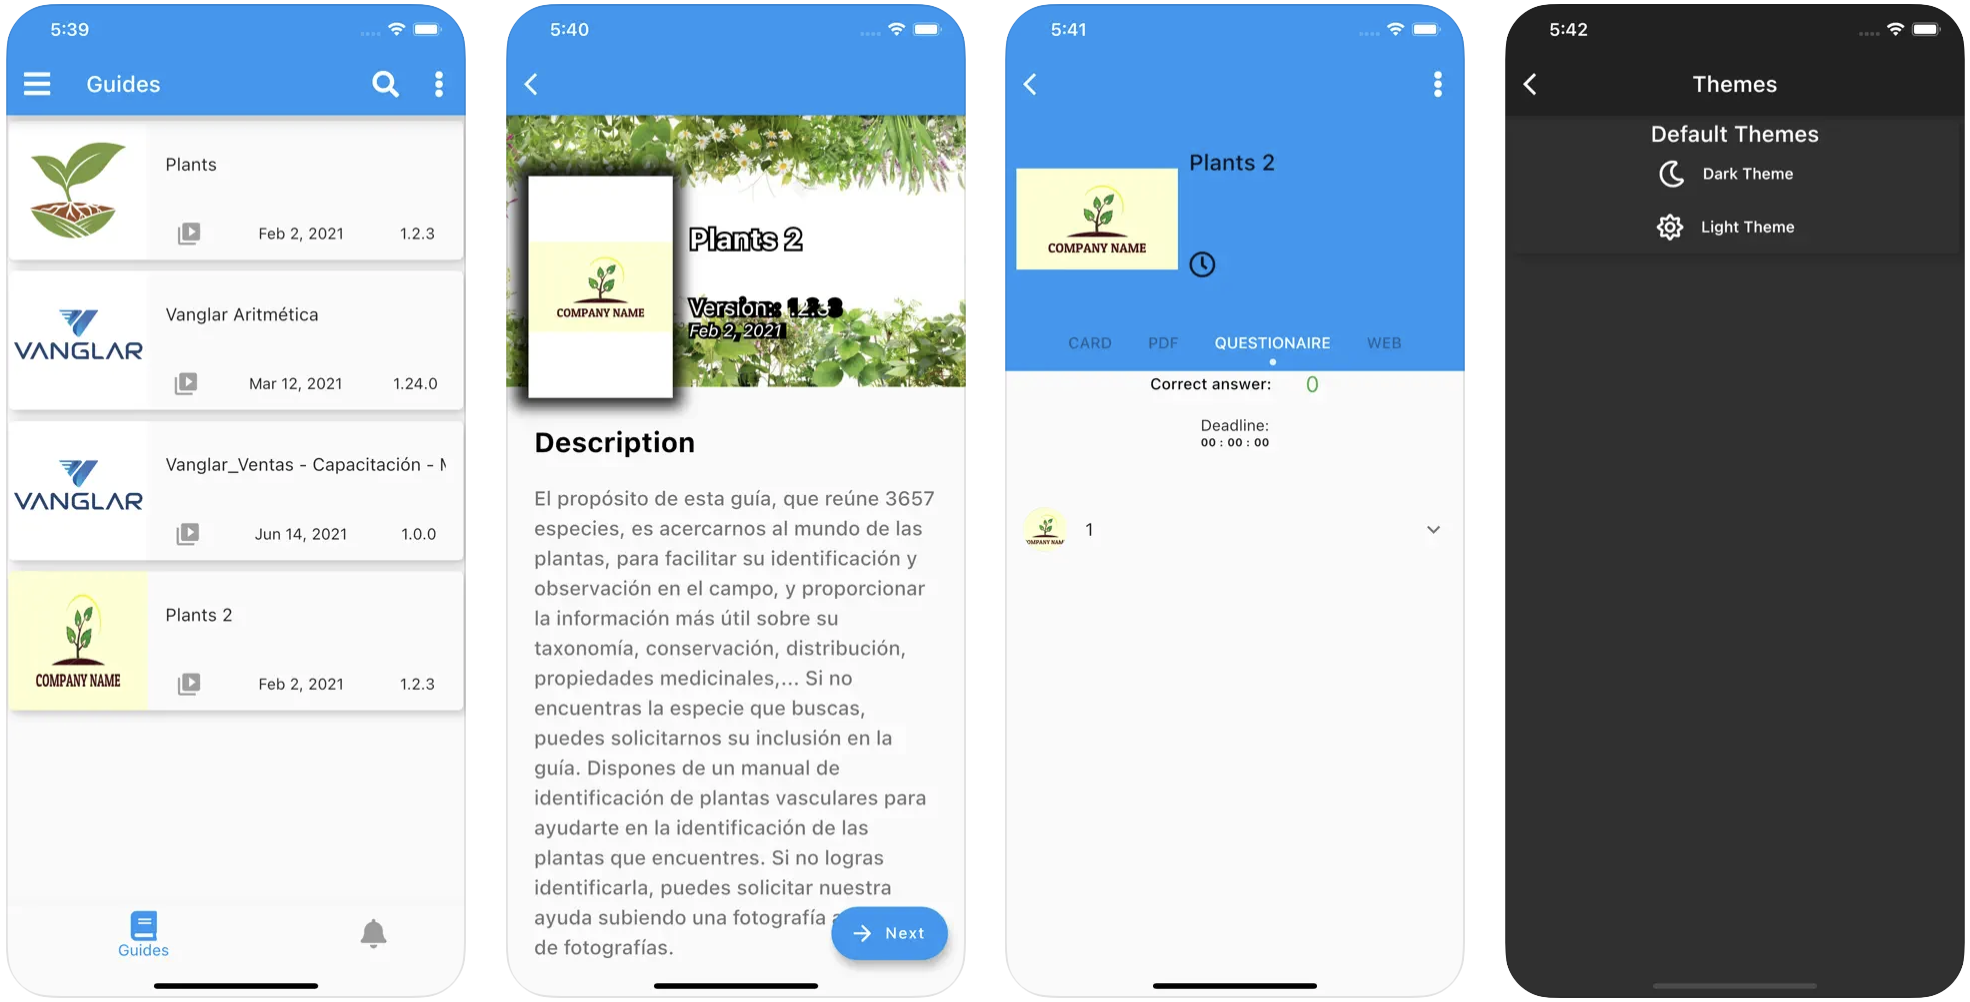 5:39
Guides
Plants
Feb 2, 2021 1.2.3
VANGLAR
Vanglar Aritmética
Mar 12, 2021 1.24.0
VANGLAR
Vanglar_Ventas - Capacitación -
Jun 14, 2021 1.0.0
COMPANY NAME
Plants 2
Feb 2, 2021 1.2.3
Guides
5:40
COMPANY NAME
Plants 2
Version: 1.2.3
Feb 2, 2021
Description
El propósito de esta guía, que reúne 3657
especies, es acercarnos al mundo de las
plantas, para facilitar su identificación y
observación en el campo, y proporcionar
la información más útil sobre su
taxonomía, conservación, distribución,
propiedades medicinales,... Si no
encuentras la especie que buscas,
puedes solicitarnos su inclusión en la
guía. Dispones de un manual de
identificación de plantas vasculares para
ayudarte en la identificación de las
plantas que encuentres. Si no logras
identificarla, puedes solicitar nuestra
ayuda subiendo una fotografía
de fotografías.
Next
5:41
Plants 2
COMPANY NAME
CARD PDF QUESTIONAIRE WEB
Correct answer: 0
Deadline:
00 : 00 : 00
1
5:42
Themes
Default Themes
Dark Theme
Light Theme